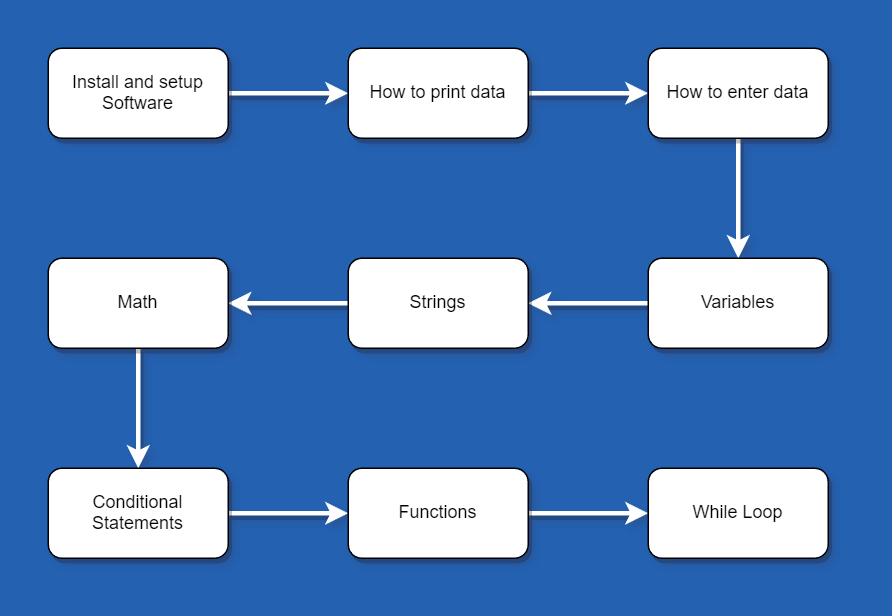 Install and setup
Software
How to print data
How to enter data
Variables
Strings
Math
Conditional
Statements
Functions
While Loop